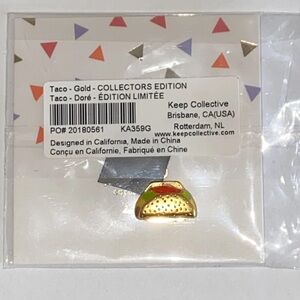 Taco - Gold - COLLECTORS EDITION
Taco - Doré - ÉDITION LIMITÉE
Keep Collective
Brisbane, CA(USA)
PO# 20180561 KA359G Rotterdam, NL
www.keepcollective.com
Designed in California, Made in China
Conçu en Californie, Fabriqué en Chine